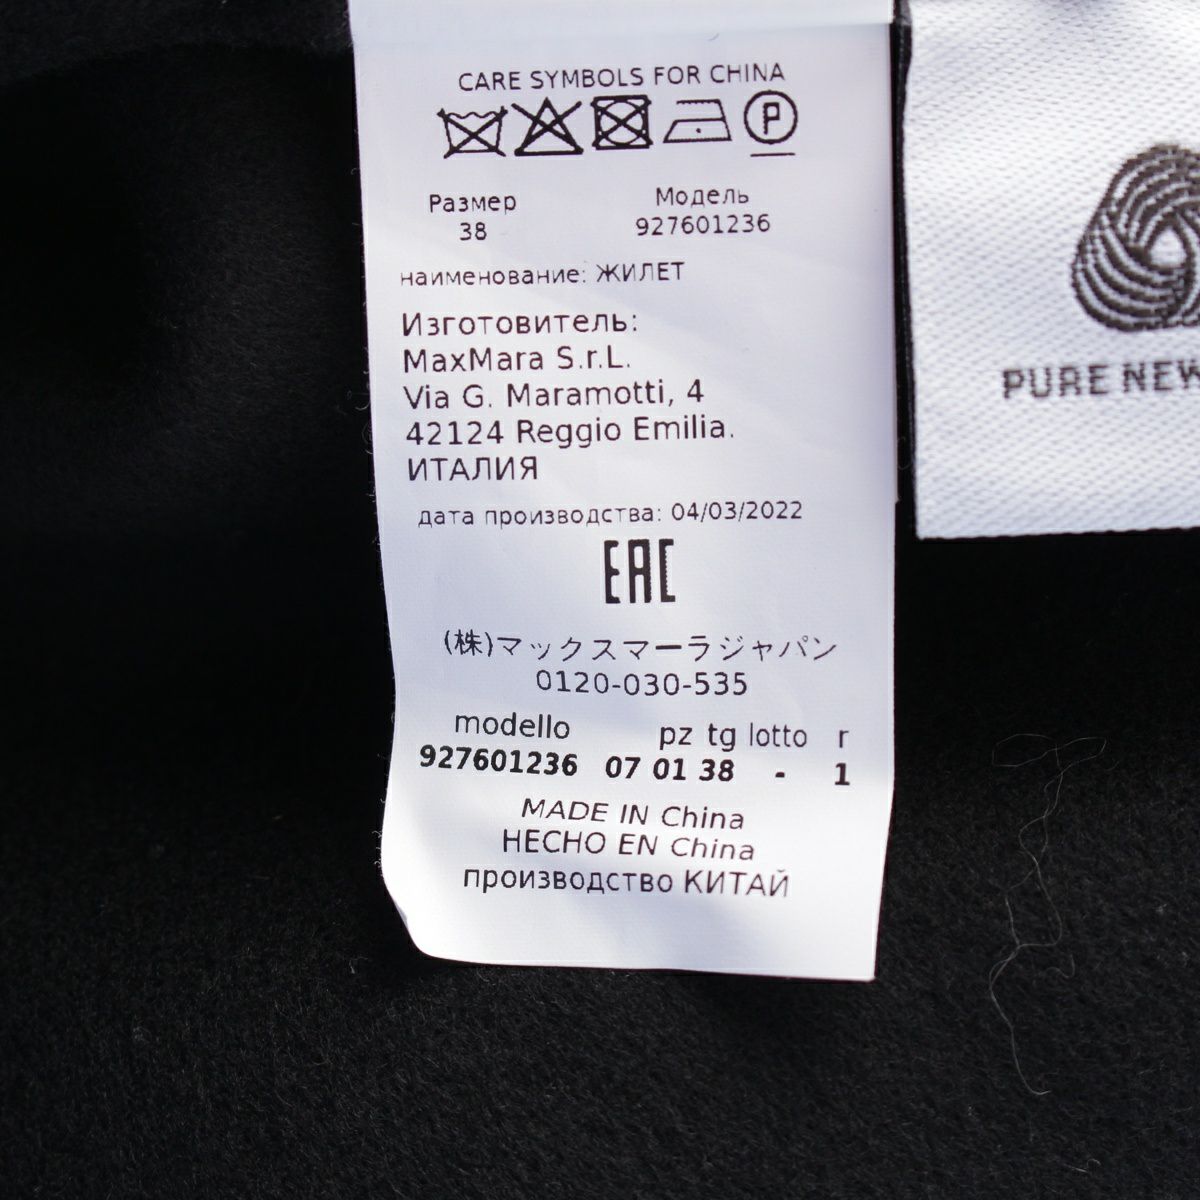 CARE SYMBOLS FOR CHINA
P
Размер Модель
38 927601236
наименование: ЖИЛЕТ
Изготовитель:
MaxMara S.r.L.
Via G. Maramotti, 4
42124 Reggio Emilia.
ИТАЛИЯ
дата производства: 04/03/2022
EAC
(株)マックスマーラジャパン
0120-030-535
modello pz tg lotto r
927601236 07 01 38 - 1
MADE IN China
HECHO EN China
производство КИТАЙ
PURE NEW